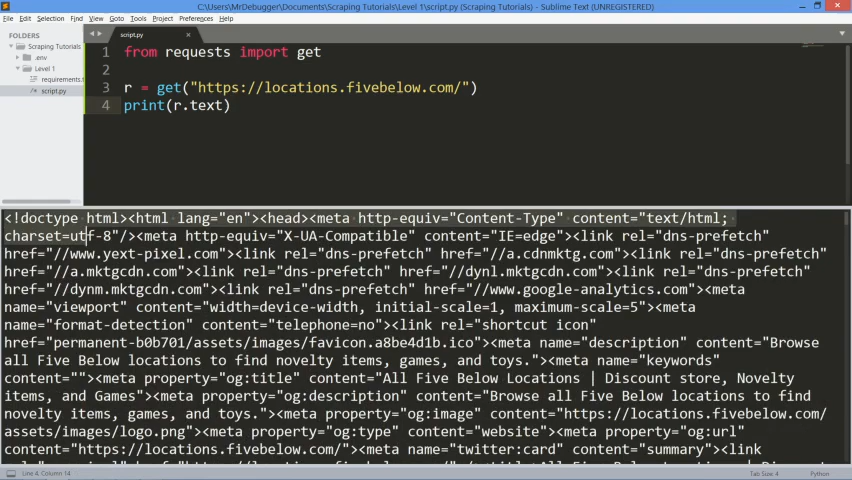 C:\Users\MrDebugger\Documents\Scraping Tutorials\Level 1\script.py (Scraping Tutorials) - Sublime Text (UNREGISTERED)
File Edit Selection Find View Goto Tools Project Preferences Help
FOLDERS
Scraping Tutorials
.env
Level 1
requirements.t
script.py
script.py
1 from requests import get
2
3 r = get("https://locations.fivebelow.com/")
4 print(r.text)
<!doctype html><html lang="en"><head><meta http-equiv="Content-Type" content="text/html;
charset=utf-8"/><meta http-equiv="X-UA-Compatible" content="IE=edge"><link rel="dns-prefetch"
href="//www.yext-pixel.com"><link rel="dns-prefetch" href="//a.cdnmktg.com"><link rel="dns-prefetch"
href="//a.mktgcdn.com"><link rel="dns-prefetch" href="//dynl.mktgcdn.com"><link rel="dns-prefetch"
href="//dynm.mktgcdn.com"><link rel="dns-prefetch" href="//www.google-analytics.com"><meta
name="viewport" content="width=device-width, initial-scale=1, maximum-scale=5"><meta
name="format-detection" content="telephone=no"><link rel="shortcut icon"
href="permanent-b0b701/assets/images/favicon.a8be4d1b.ico"><meta name="description" content="Browse
all Five Below locations to find novelty items, games, and toys."><meta name="keywords"
content=""><meta property="og:title" content="All Five Below Locations | Discount store, Novelty
items, and Games"><meta property="og:description" content="Browse all Five Below locations to find
novelty items, games, and toys."><meta property="og:image" content="https://locations.fivebelow.com/
assets/images/logo.png"><meta property="og:type" content="website"><meta property="og:url"
content="https://locations.fivebelow.com/"><meta name="twitter:card" content="summary"><link
Line 4, Column 14
Tab Size: 4
Python